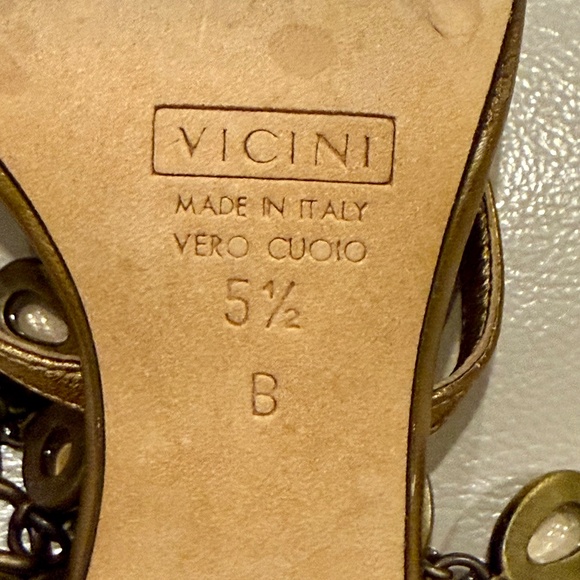 VICINI
MADE IN ITALY
VERO CUOIO
5½
B